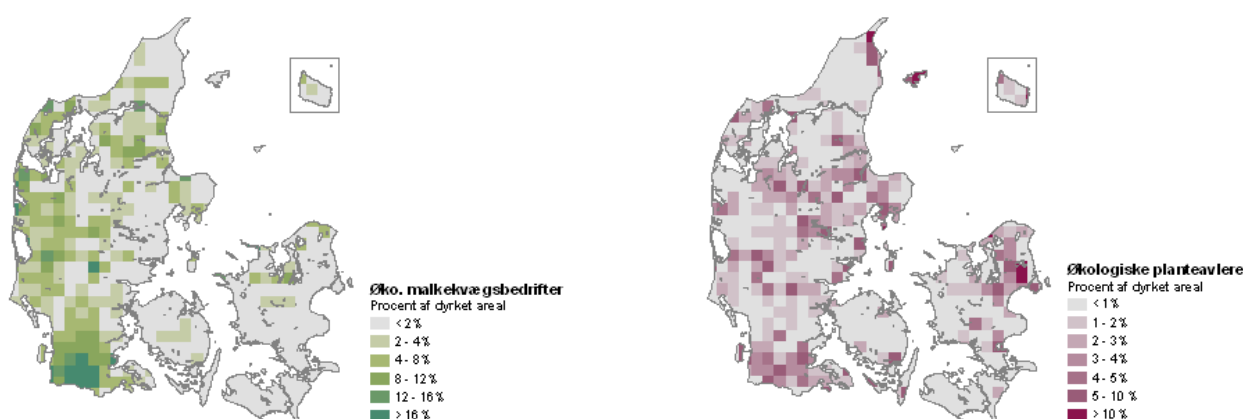 Øko. malkekvægsbedrifter
Procent af dyrket areal
<2%
2 - 4%
4 - 8%
8 - 12%
12 - 16%
> 16%
Økologiske planteavlere
Procent af dyrket areal
< 1%
1 - 2%
2 - 3%
3 - 4%
4 - 5%
5 - 10 %
> 10 %